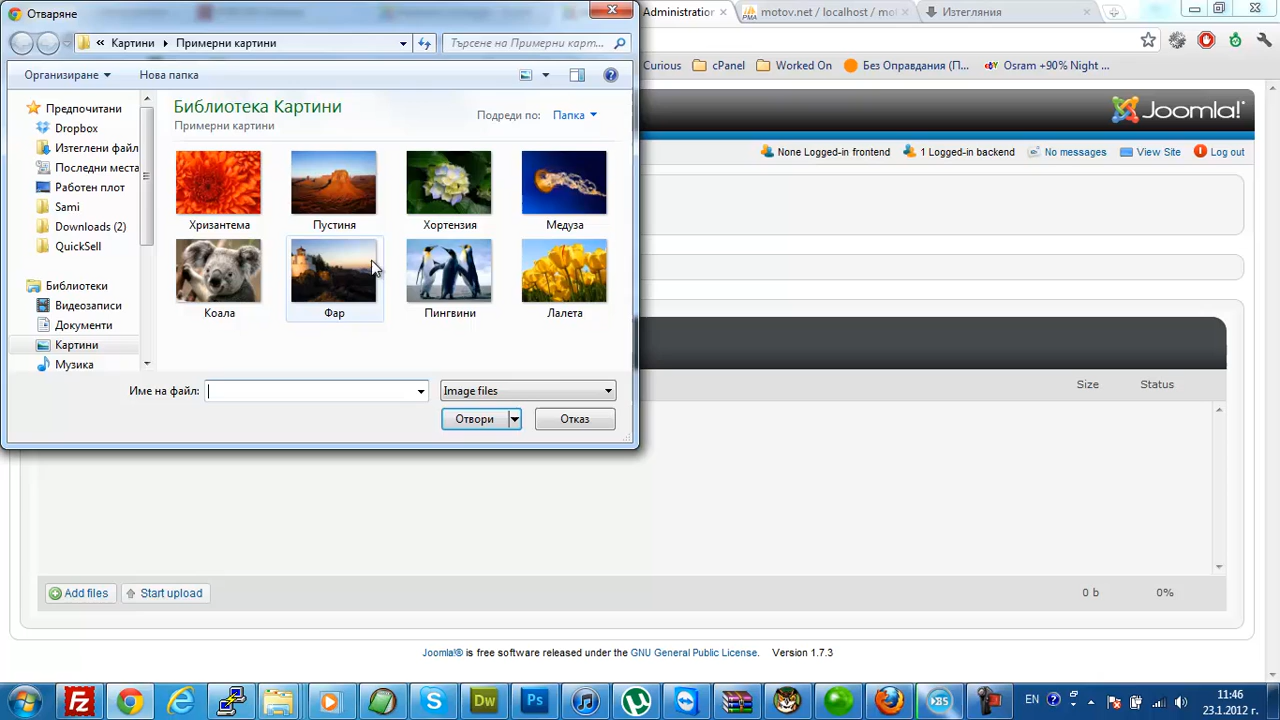 Отваряне
Administration
motov.net / localhost / mo
Изтегляния
« Картини
Примерни картини
Търсене на Примерни карт...
Curious
cPanel
Worked On
Без Оправдания (П...
Osram +90% Night ...
Организиране
Нова папка
Joomla!
Библиотека Картини
Примерни картини
Подреди по:
Папка
None Logged-in frontend
1 Logged-in backend
No messages
View Site
Log out
Предпочитани
Dropbox
Изтеглени файл
Последни места
Работен плот
Sami
Downloads (2)
QuickSell
Библиотеки
Видеозаписи
Документи
Картини
Музика
Хризантема
Пустиня
Хортензия
Медуза
Коала
Фар
Пингвини
Лалета
Име на файл:
Image files
Отвори
Отказ
Size
Status
Add files
Start upload
0 b
0%
Joomla!® is free software released under the GNU General Public License.
Version 1.7.3
EN
11:46
23.1.2012 г.